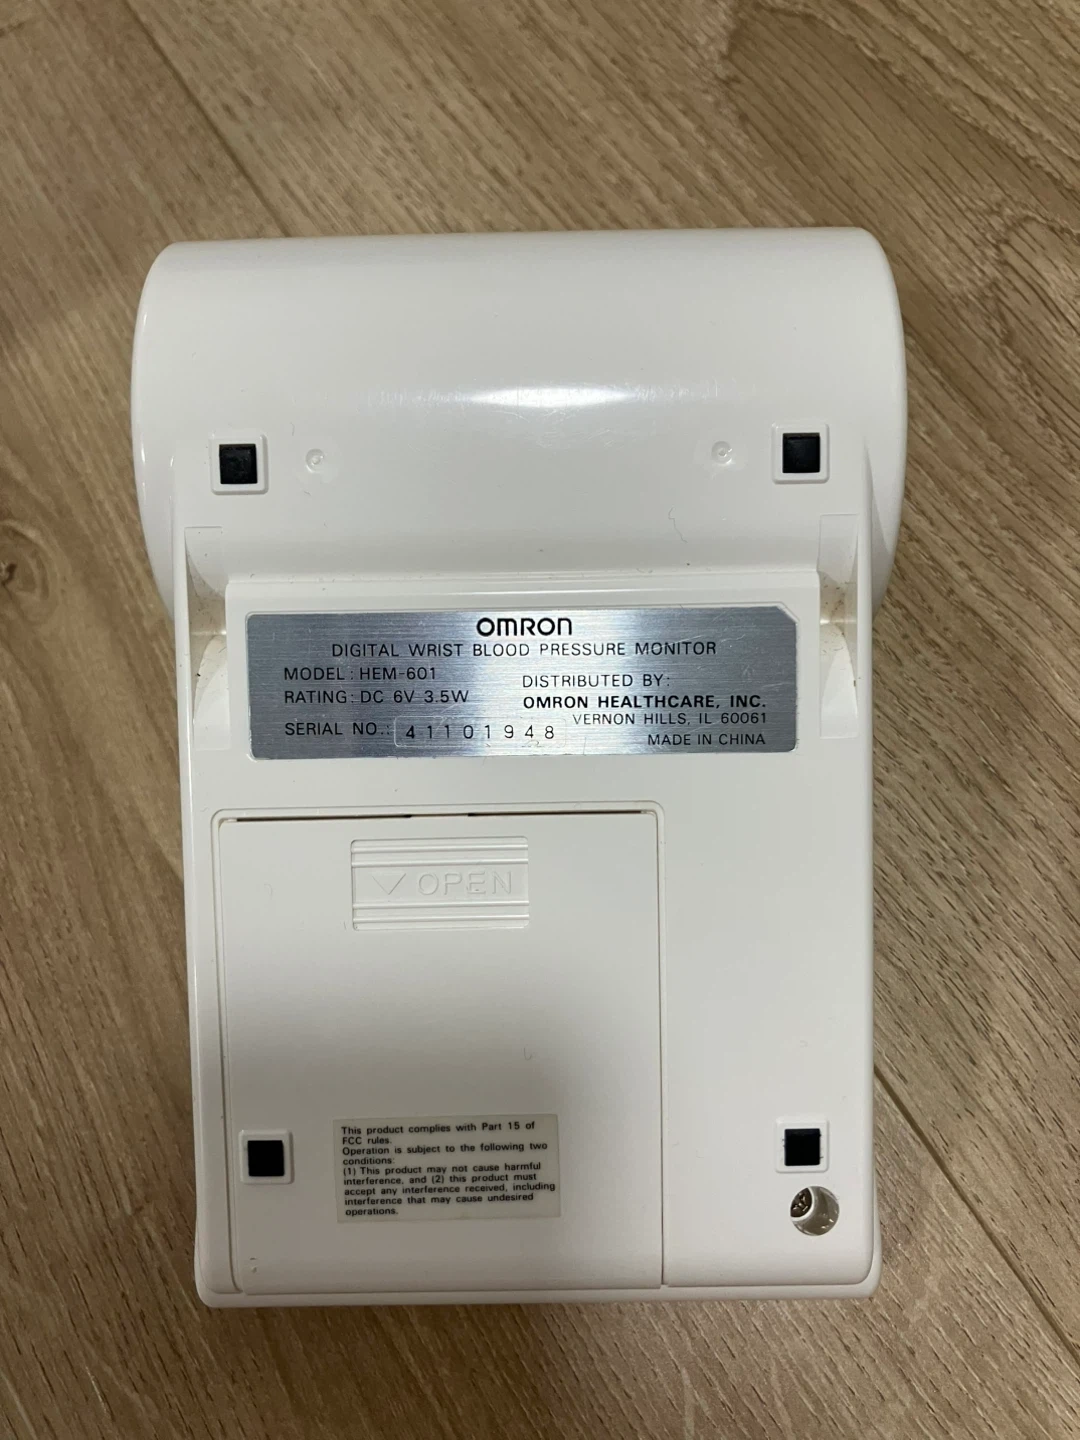 OMRON
DIGITAL WRIST BLOOD PRESSURE MONITOR
MODEL: HEM-601
RATING: DC 6V 3.5W
SERIAL NO.: 41101948
DISTRIBUTED BY:
OMRON HEALTHCARE, INC.
VERNON HILLS, IL 60061
MADE IN CHINA
OPEN
This product complies with Part 15 of
FCC rules.
Operation is subject to the following two
conditions:
(1) This product may not cause harmful
interference, and (2) this product must
accept any interference received, including
interference that may cause undesired
operations.